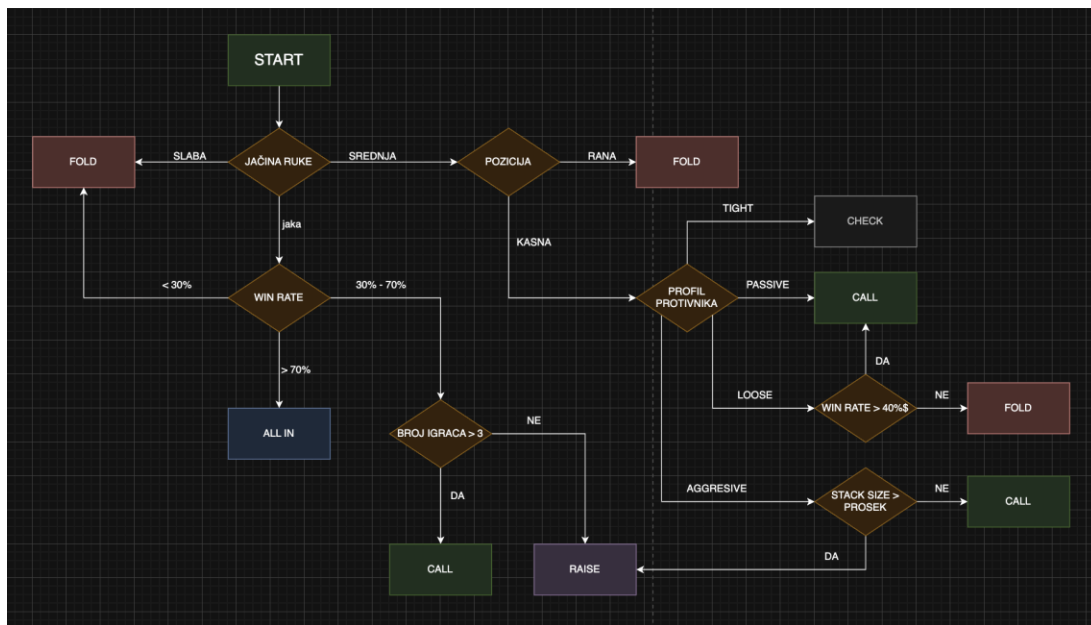 START
FOLD
SLABA
JAČINA RUKE
SREDNJA
POZICIJA
RANA
FOLD
jaka
KASNA
TIGHT
CHECK
< 30%
WIN RATE
30% - 70%
PROFIL
PROTIVNIKA
PASSIVE
CALL
> 70%
DA
LOOSE
WIN RATE > 40%$
NE
FOLD
ALL IN
BROJ IGRACA > 3
NE
AGGRESIVE
STACK SIZE >
PROSEK
NE
CALL
DA
DA
CALL
RAISE